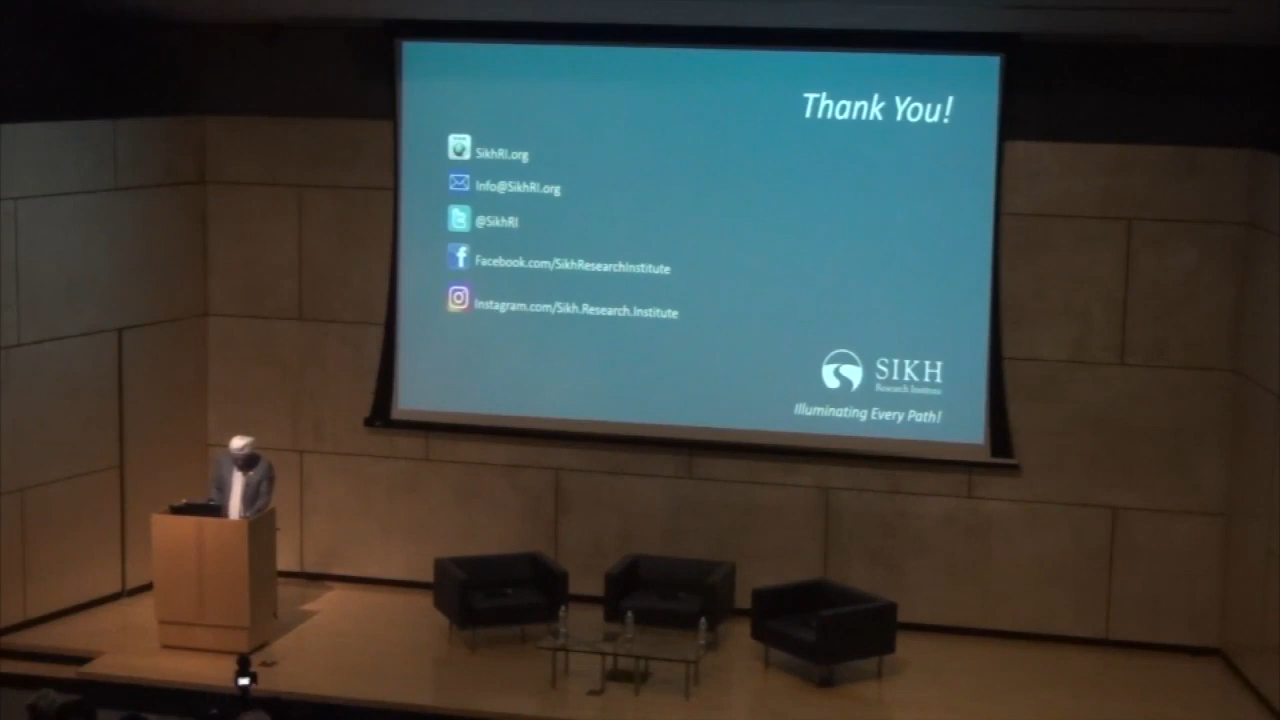 Thank You!
SikhRI.org
Info@SikhRI.org
@SikhRI
Facebook.com/SikhResearchInstitute
Instagram.com/Sikh.Research.Institute
SIKH
Research Institute
Illuminating Every Path!